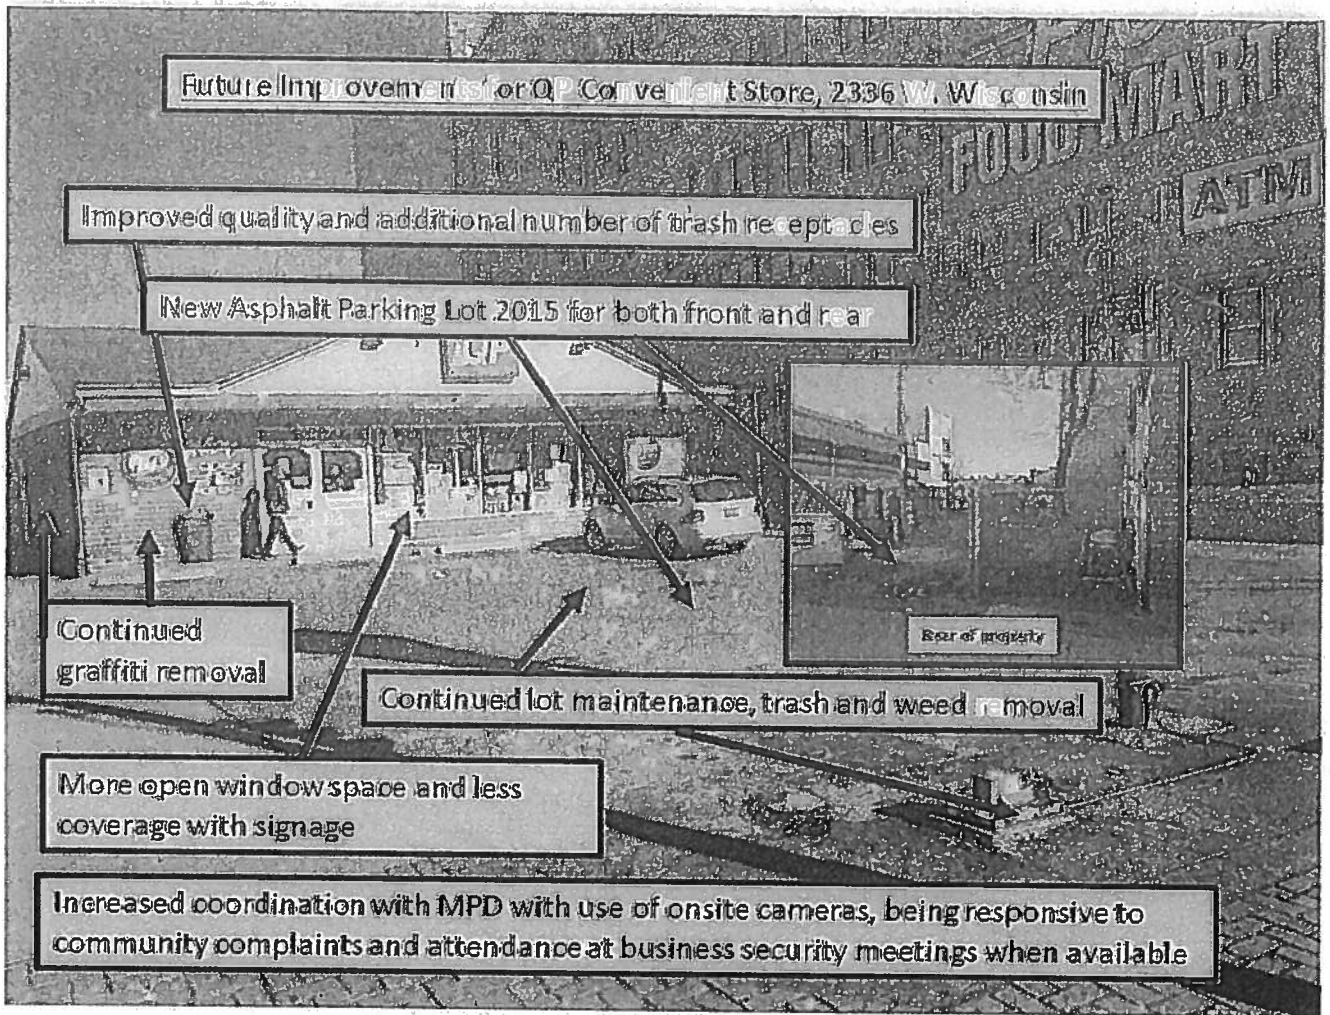 Future Improvements for QP Convenient Store, 2336 W. Wisconsin
FOOD MART
ATM
Improved quality and additional number of trash receptacles
New Asphalt Parking Lot 2015 for both front and rear
QP
Rear of property
Continued
graffiti removal
Continued lot maintenance, trash and weed removal
More open window space and less
coverage with signage
Increased coordination with MPD with use of onsite cameras, being responsive to
community complaints and attendance at business security meetings when available